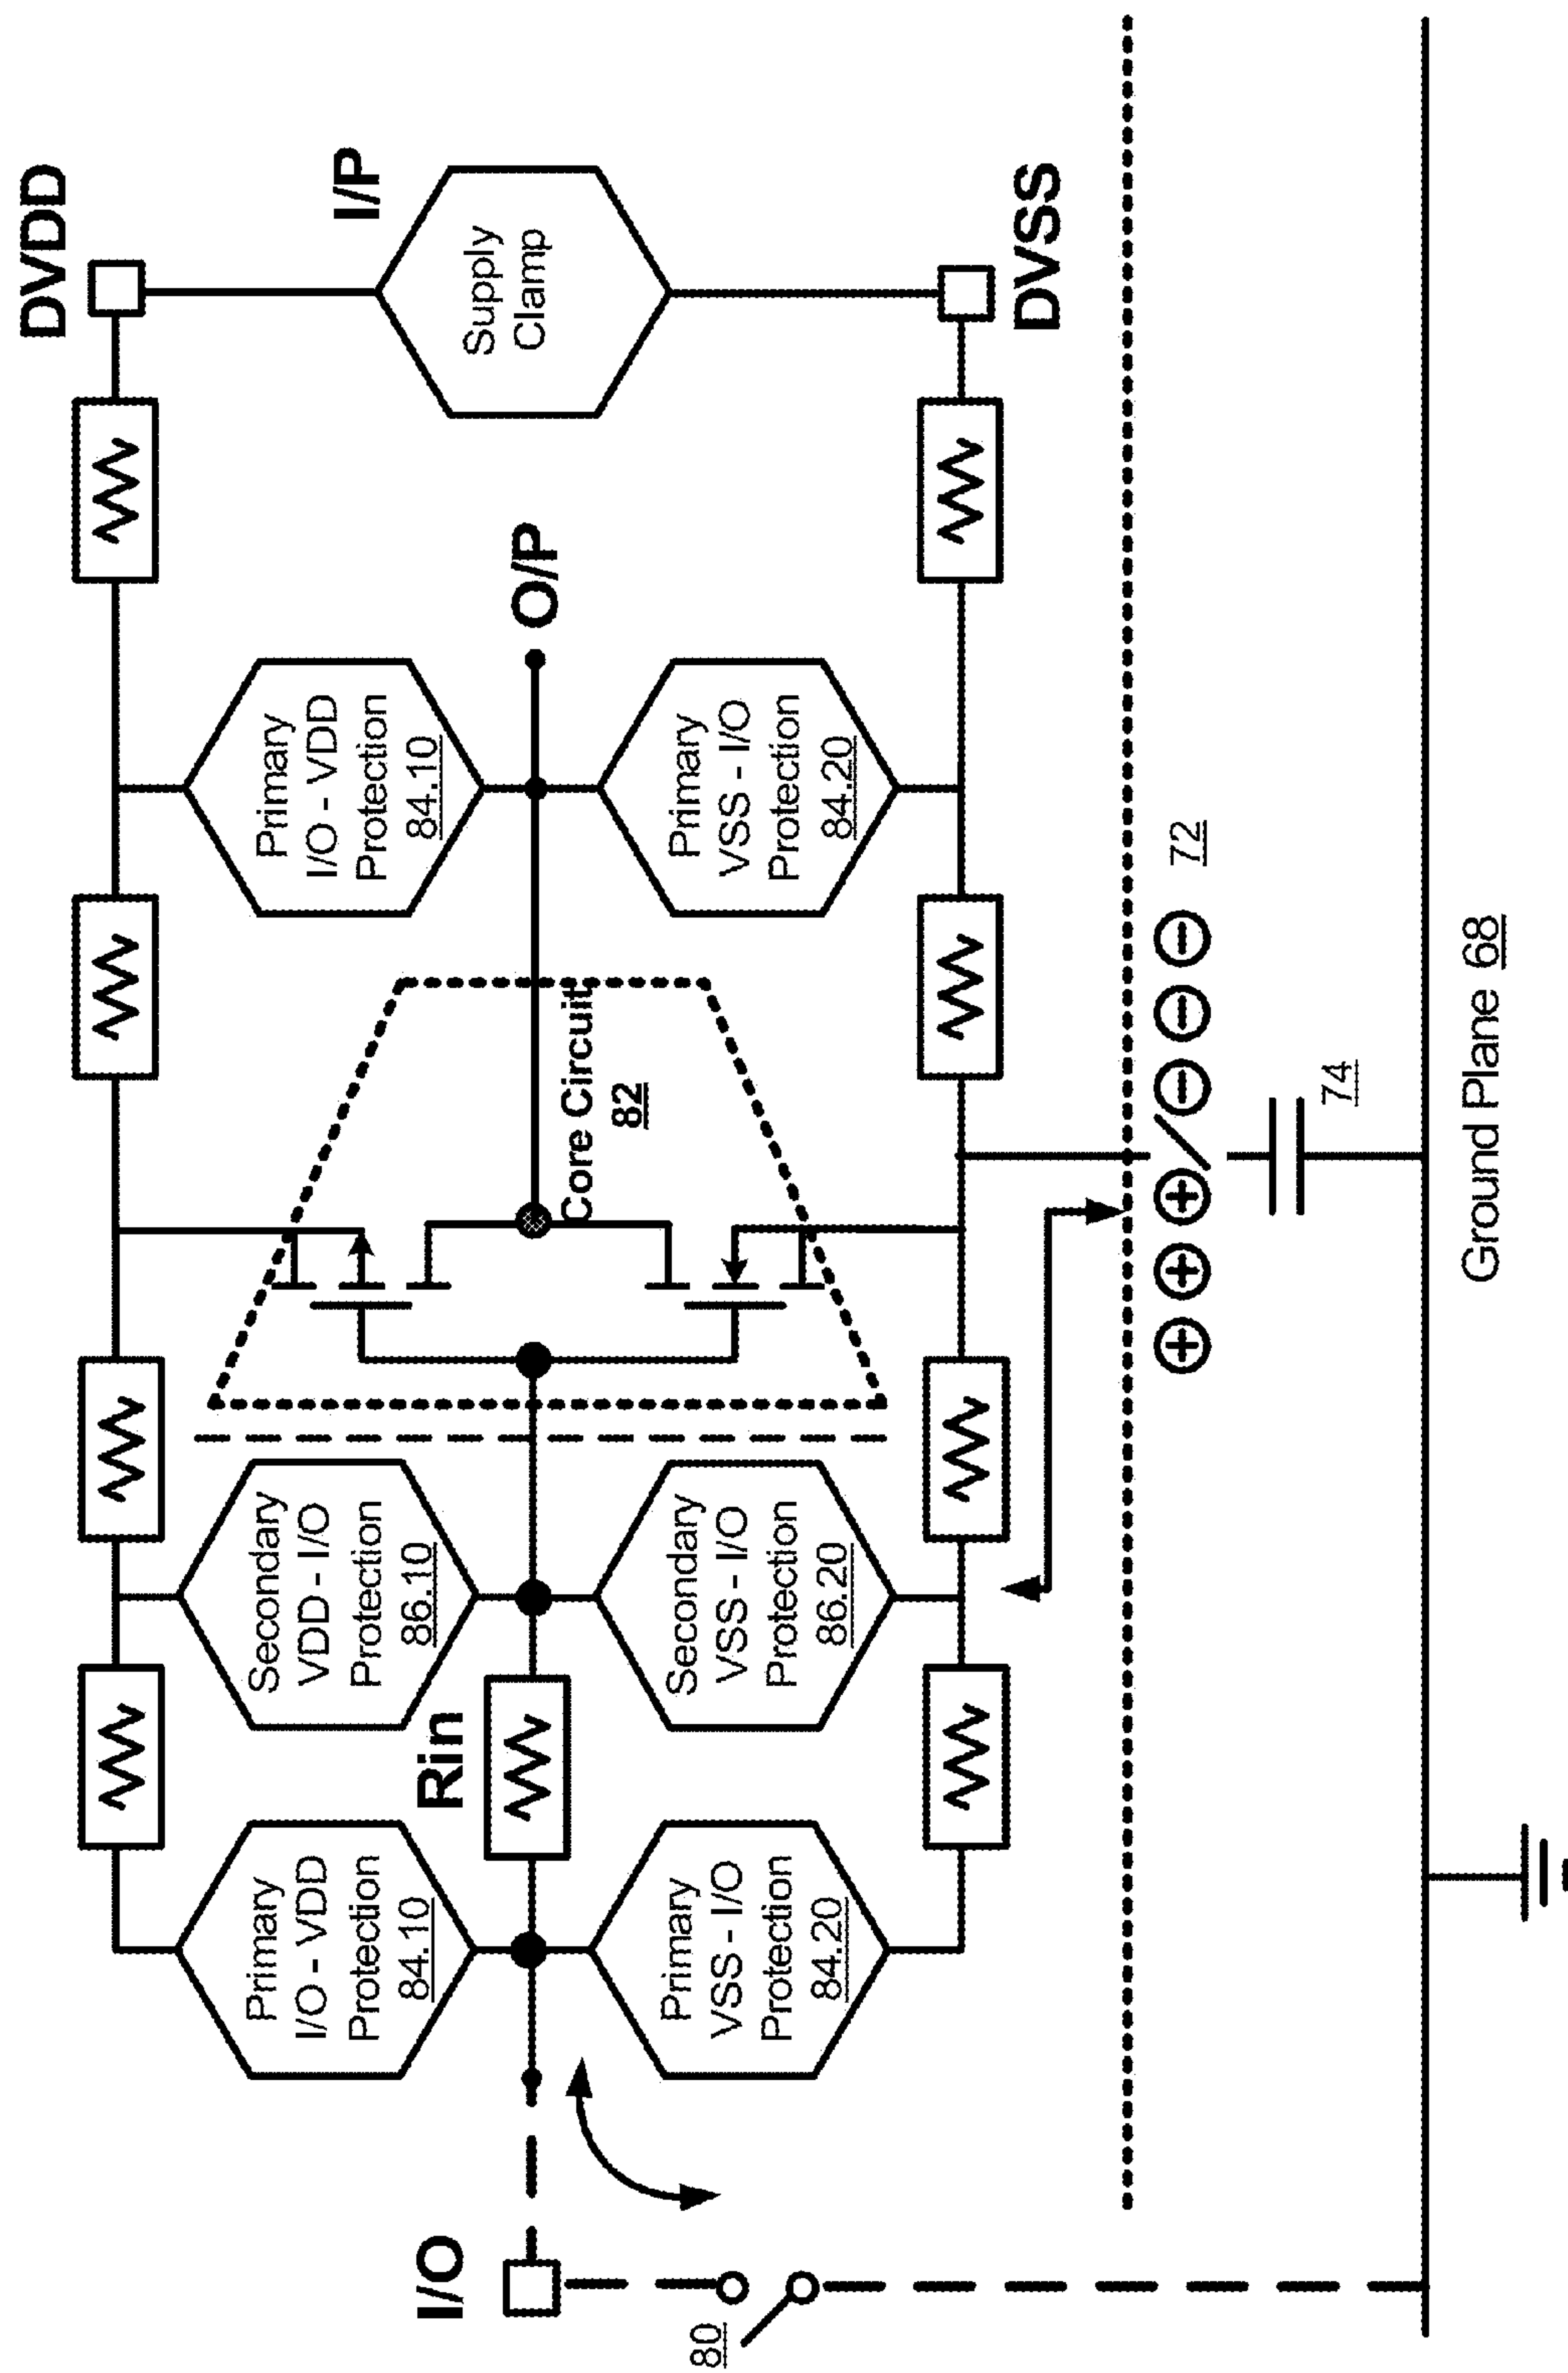 DVDD
I/P
Supply
Clamp
DVSS
O/P
Primary
I/O - VDD
Protection
84.10
Primary
VSS - I/O
Protection
84.20
Core Circuit
82
Secondary
VDD - I/O
Protection
86.10
Secondary
VSS - I/O
Protection
86.20
Rin
Primary
I/O - VDD
Protection
84.10
Primary
VSS - I/O
Protection
84.20
I/O
80
72
74
Ground Plane 68